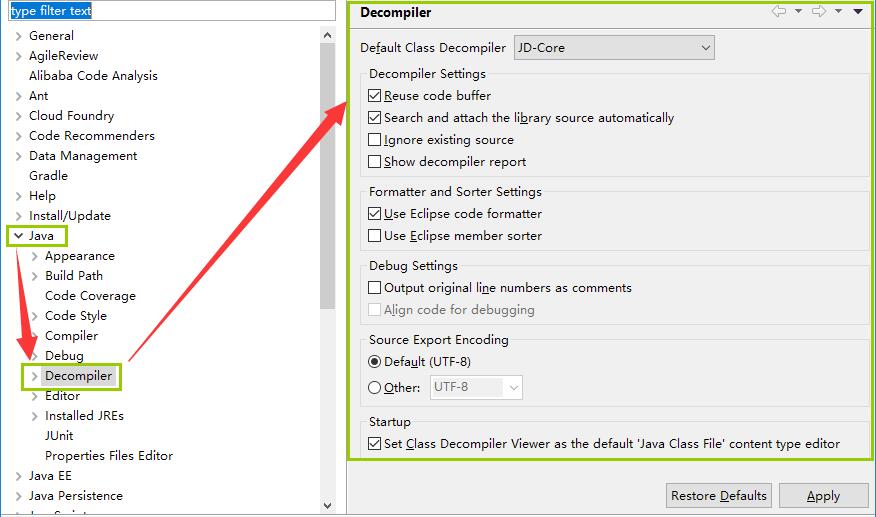 type filter text
General
AgileReview
Alibaba Code Analysis
Ant
Cloud Foundry
Code Recommenders
Data Management
Gradle
Help
Install/Update
Java
Appearance
Build Path
Code Coverage
Code Style
Compiler
Debug
Decompiler
Editor
Installed JREs
JUnit
Properties Files Editor
Java EE
Java Persistence
Java Script
Decompiler
Default Class Decompiler JD-Core
Decompiler Settings
Reuse code buffer
Search and attach the library source automatically
Ignore existing source
Show decompiler report
Formatter and Sorter Settings
Use Eclipse code formatter
Use Eclipse member sorter
Debug Settings
Output original line numbers as comments
Align code for debugging
Source Export Encoding
Default (UTF-8)
Other: UTF-8
Startup
Set Class Decompiler Viewer as the default 'Java Class File' content type editor
Restore Defaults Apply